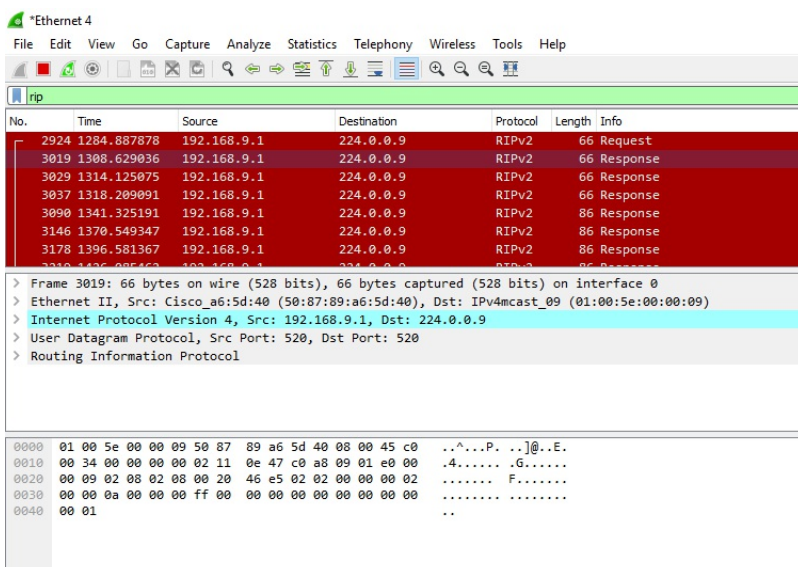 *Ethernet 4
File Edit View Go Capture Analyze Statistics Telephony Wireless Tools Help
rip
No. Time Source Destination Protocol Length Info
2924 1284.887878 192.168.9.1 224.0.0.9 RIPv2 66 Request
3019 1308.629036 192.168.9.1 224.0.0.9 RIPv2 66 Response
3029 1314.125075 192.168.9.1 224.0.0.9 RIPv2 66 Response
3037 1318.209091 192.168.9.1 224.0.0.9 RIPv2 66 Response
3090 1341.325191 192.168.9.1 224.0.0.9 RIPv2 86 Response
3146 1370.549347 192.168.9.1 224.0.0.9 RIPv2 86 Response
3178 1396.581367 192.168.9.1 224.0.0.9 RIPv2 86 Response
> Frame 3019: 66 bytes on wire (528 bits), 66 bytes captured (528 bits) on interface 0
> Ethernet II, Src: Cisco_a6:5d:40 (50:87:89:a6:5d:40), Dst: IPv4mcast_09 (01:00:5e:00:00:09)
> Internet Protocol Version 4, Src: 192.168.9.1, Dst: 224.0.0.9
> User Datagram Protocol, Src Port: 520, Dst Port: 520
> Routing Information Protocol
0000 01 00 5e 00 00 09 50 87 89 a6 5d 40 08 00 45 c0 ..^...P. ..]@..E.
0010 00 34 00 00 00 00 02 11 0e 47 c0 a8 09 01 e0 00 .4...... .G......
0020 00 09 02 08 02 08 00 20 46 e5 02 02 00 00 00 02 ....... F.......
0030 00 00 0a 00 00 00 ff 00 00 00 00 00 00 00 00 00 ........ ........
0040 00 01 ..